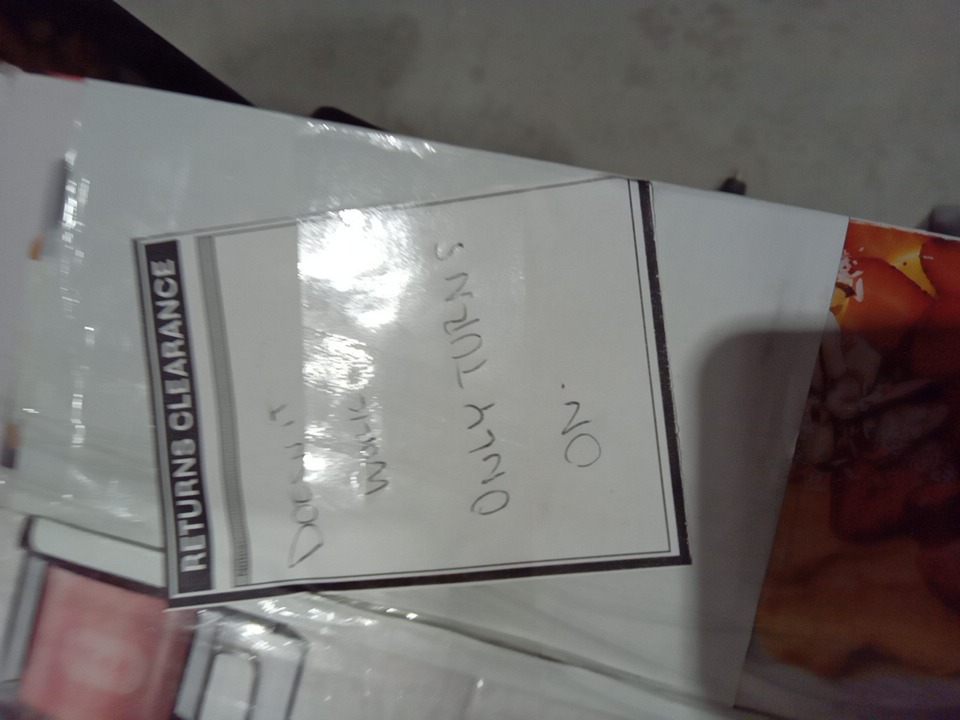 RETURNS CLEARANCE
DOESN'T
WORK
ONLY TURNS
ON.